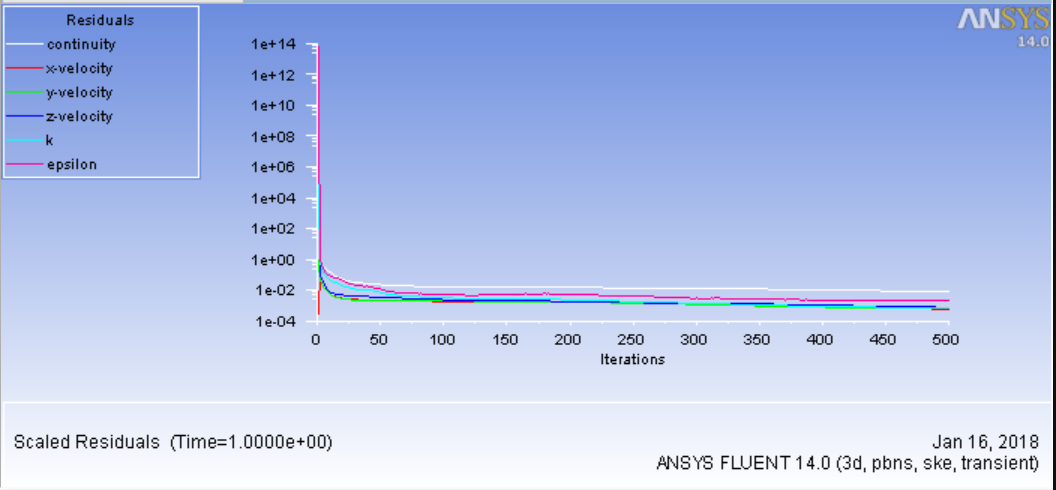 Residuals
continuity
x-velocity
y-velocity
z-velocity
k
epsilon
ANSYS
14.0
1e+14
1e+12
1e+10
1e+08
1e+06
1e+04
1e+02
1e+00
1e-02
1e-04
0 50 100 150 200 250 300 350 400 450 500
Iterations
Scaled Residuals (Time=1.0000e+00)
Jan 16, 2018
ANSYS FLUENT 14.0 (3d, pbns, ske, transient)